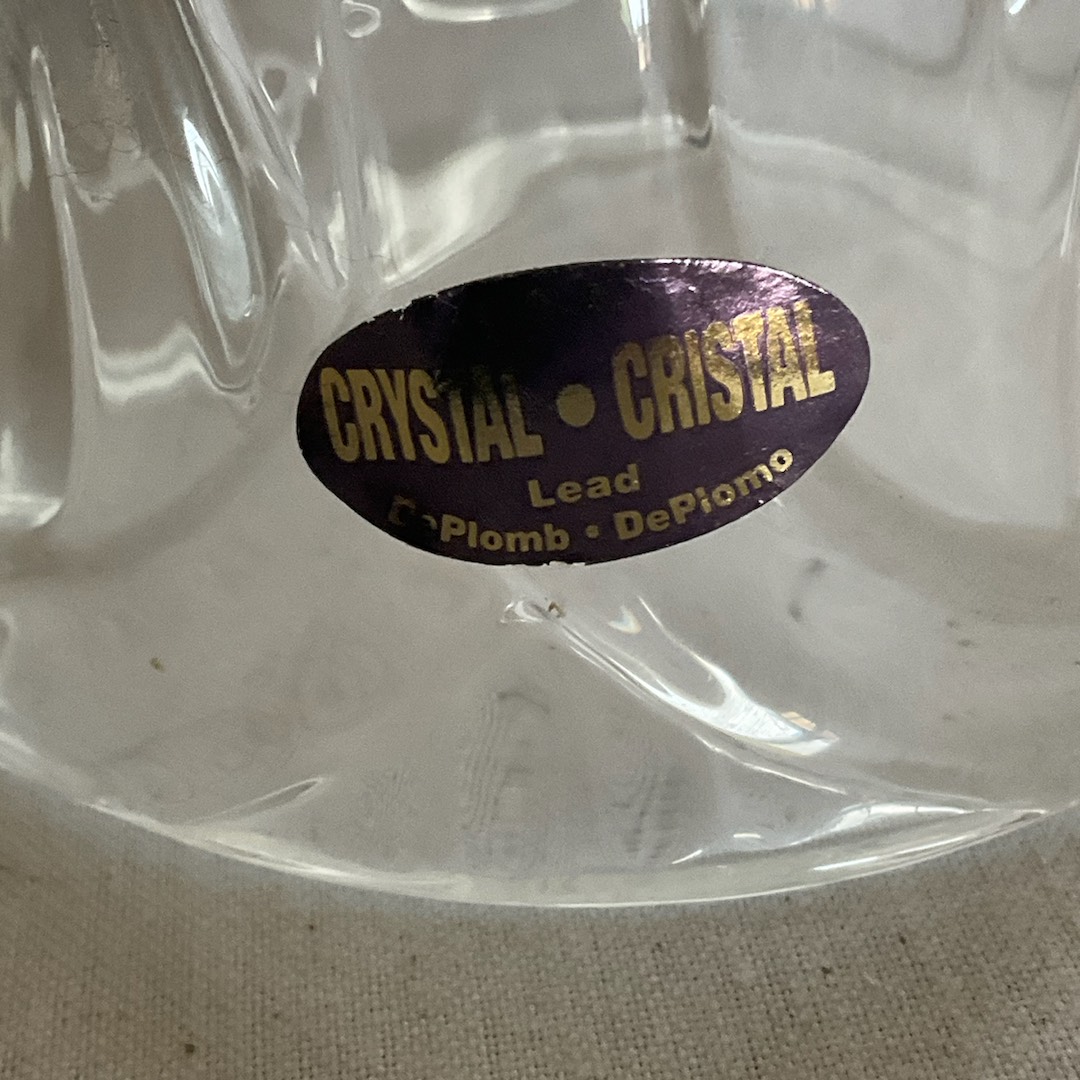 CRYSTAL • CRISTAL
Lead
DePlomb • DePlomo